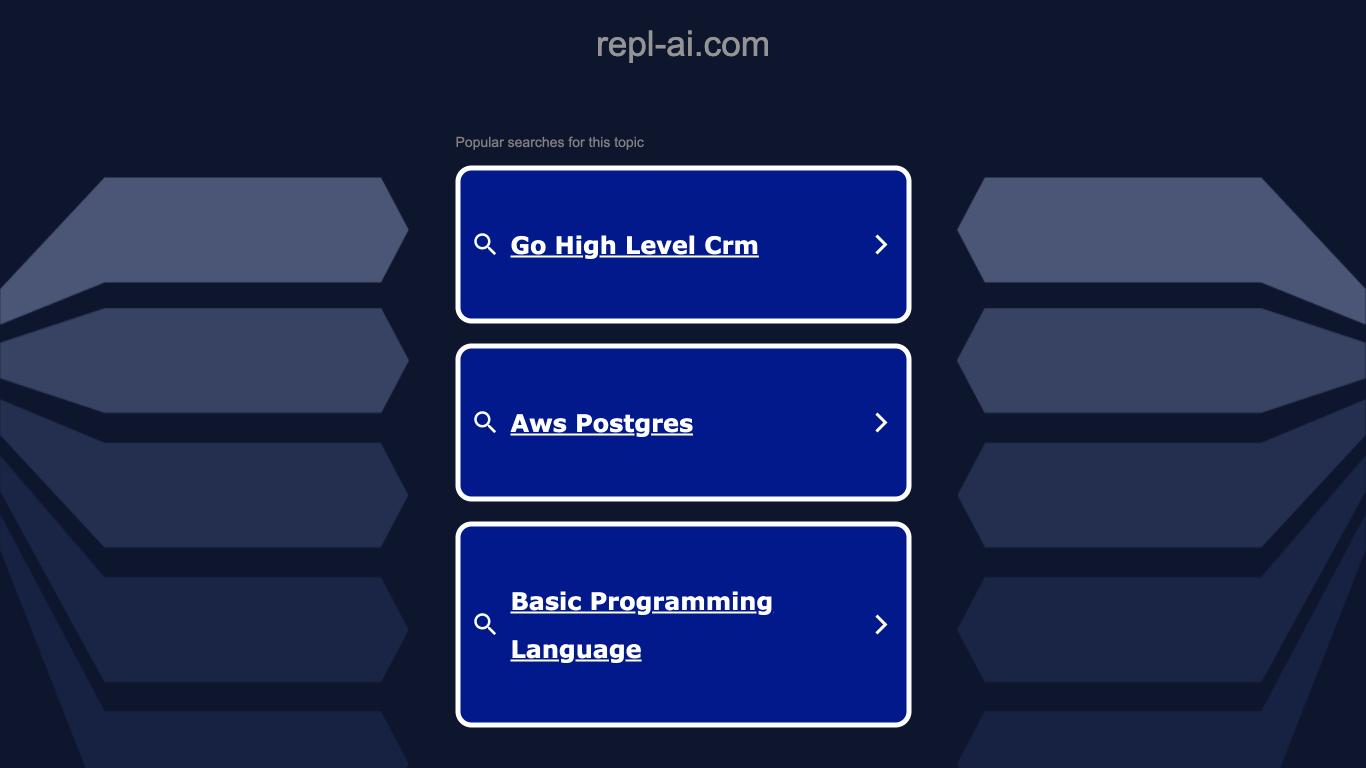 repl-ai.com
Popular searches for this topic
Go High Level Crm
Aws Postgres
Basic Programming
Language